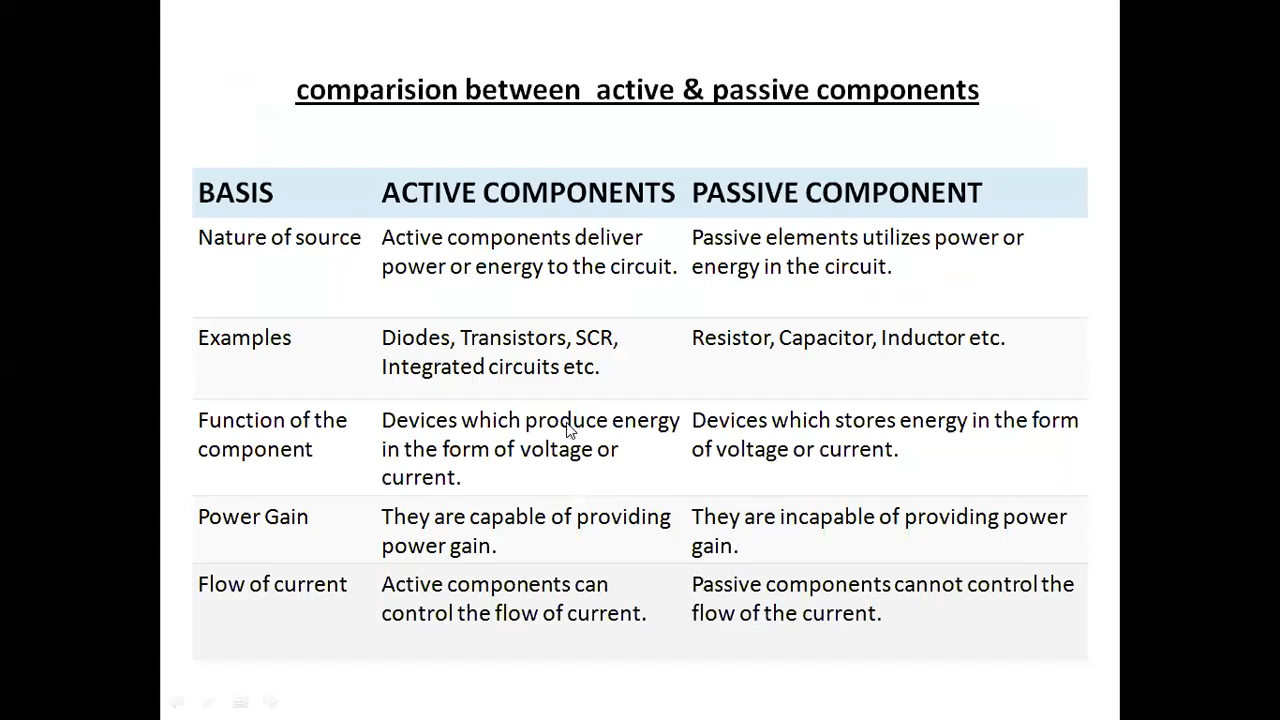 comparision between active & passive components
BASIS ACTIVE COMPONENTS PASSIVE COMPONENT
Nature of source Active components deliver Passive elements utilizes power or
power or energy to the circuit. energy in the circuit.
Examples Diodes, Transistors, SCR, Resistor, Capacitor, Inductor etc.
Integrated circuits etc.
Function of the Devices which produce energy Devices which stores energy in the form
component in the form of voltage or of voltage or current.
current.
Power Gain They are capable of providing They are incapable of providing power
power gain. gain.
Flow of current Active components can Passive components cannot control the
control the flow of current. flow of the current.